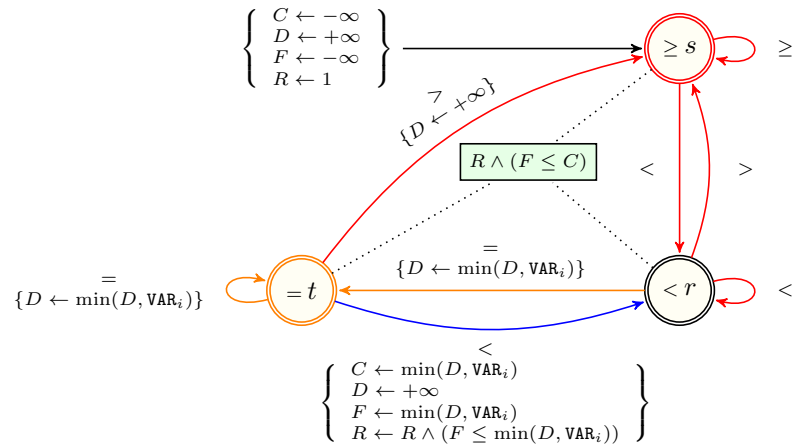 C ← −∞
D ← +∞
F ← −∞
R ← 1
≥ s
≥
>
{D ← +∞}
R ∧ (F ≤ C)
<
>
=
{D ← min(D, VARᵢ)}
=
{D ← min(D, VARᵢ)}
= t
< r
<
<
C ← min(D, VARᵢ)
D ← +∞
F ← min(D, VARᵢ)
R ← R ∧ (F ≤ min(D, VARᵢ))